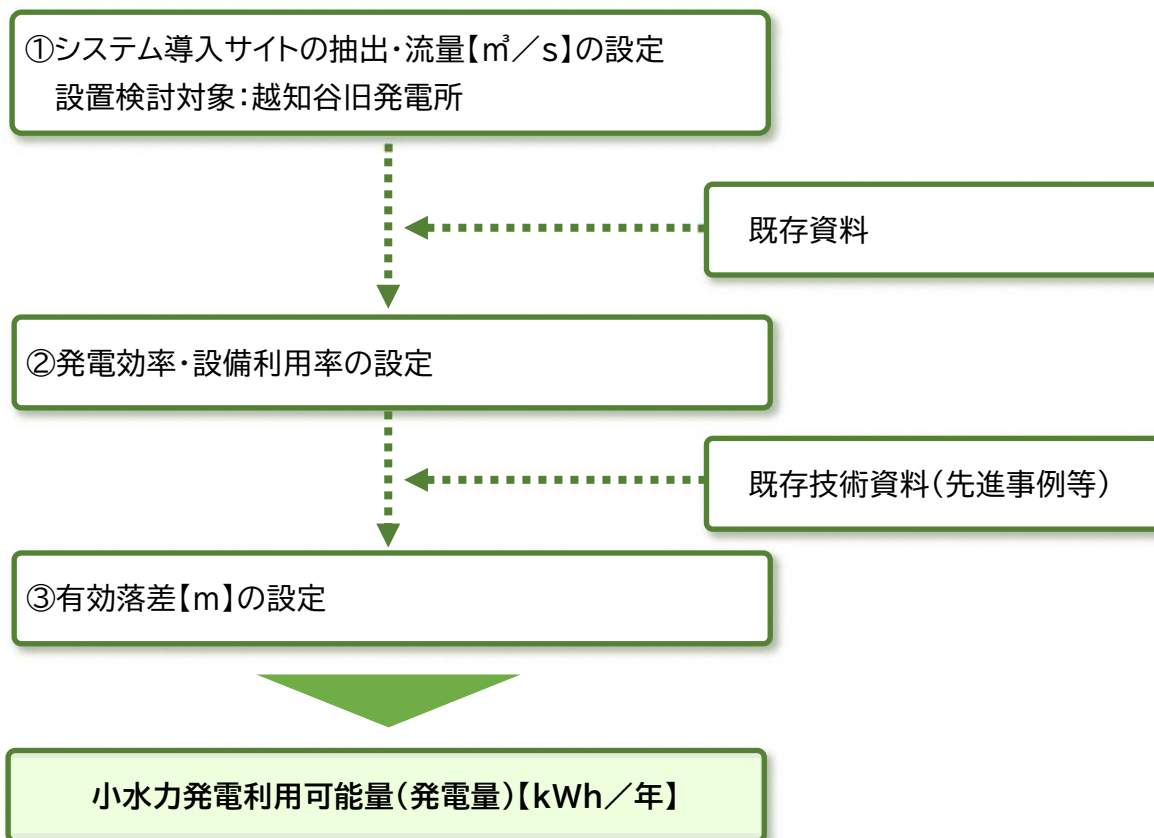 ①システム導入サイトの抽出・流量【㎥／s】の設定
設置検討対象：越知谷旧発電所
既存資料
②発電効率・設備利用率の設定
既存技術資料（先進事例等）
③有効落差【m】の設定
小水力発電利用可能量（発電量）【kWh／年】